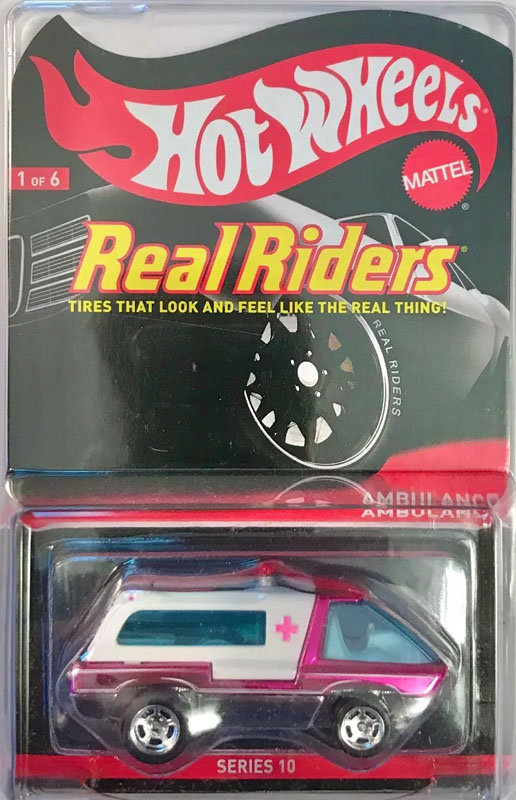 HOT WHEELS
MATTEL
®
1 OF 6
Real Riders®
TIRES THAT LOOK AND FEEL LIKE THE REAL THING!
REAL RIDERS
AMBULANCE
AMBULANC
SERIES 10